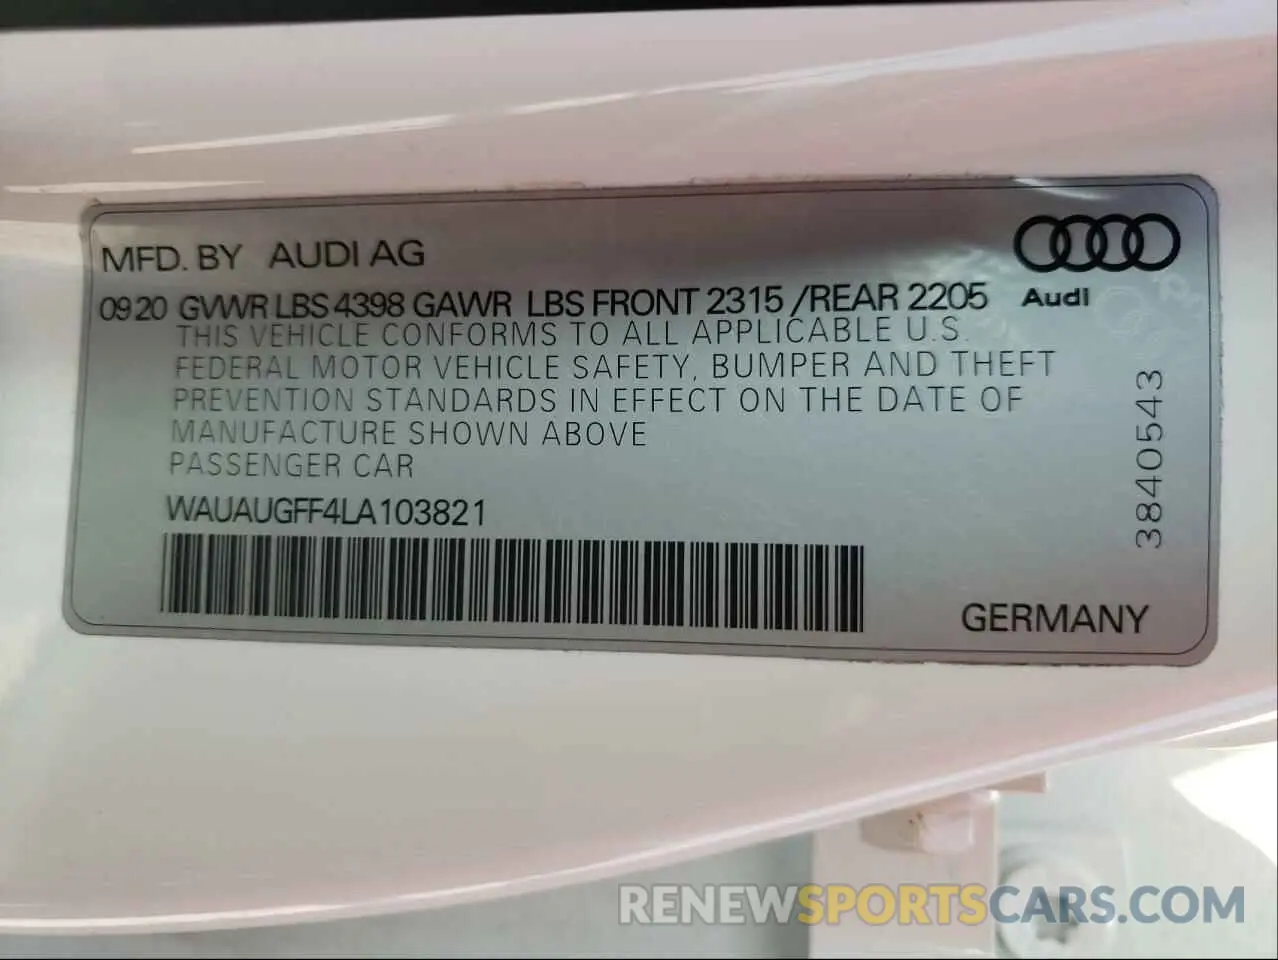 MFD. BY AUDI AG
09 20 GVWR LBS 4398 GAWR LBS FRONT 2315 /REAR 2205
Audi
THIS VEHICLE CONFORMS TO ALL APPLICABLE U.S.
FEDERAL MOTOR VEHICLE SAFETY, BUMPER AND THEFT
PREVENTION STANDARDS IN EFFECT ON THE DATE OF
MANUFACTURE SHOWN ABOVE
PASSENGER CAR
WAUAUGFF4LA103821
38405543
GERMANY
RENEWSPORTSCARS.COM